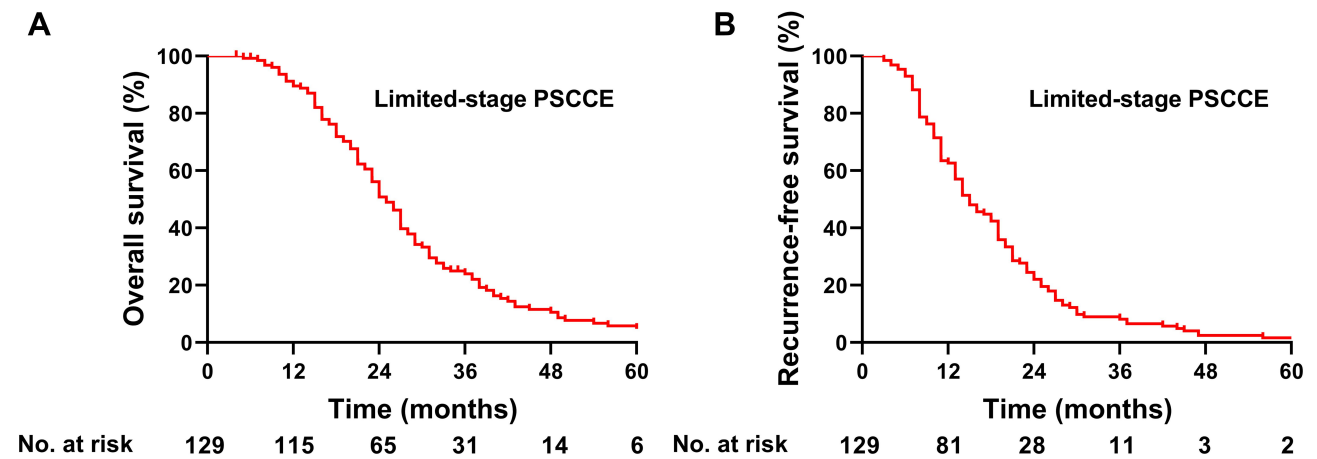 A
Overall survival (%)
100
80
60
40
20
0
Limited-stage PSCCE
0 12 24 36 48 60
Time (months)
No. at risk 129 115 65 31 14 6
B
Recurrence-free survival (%)
100
80
60
40
20
0
Limited-stage PSCCE
0 12 24 36 48 60
Time (months)
No. at risk 129 81 28 11 3 2